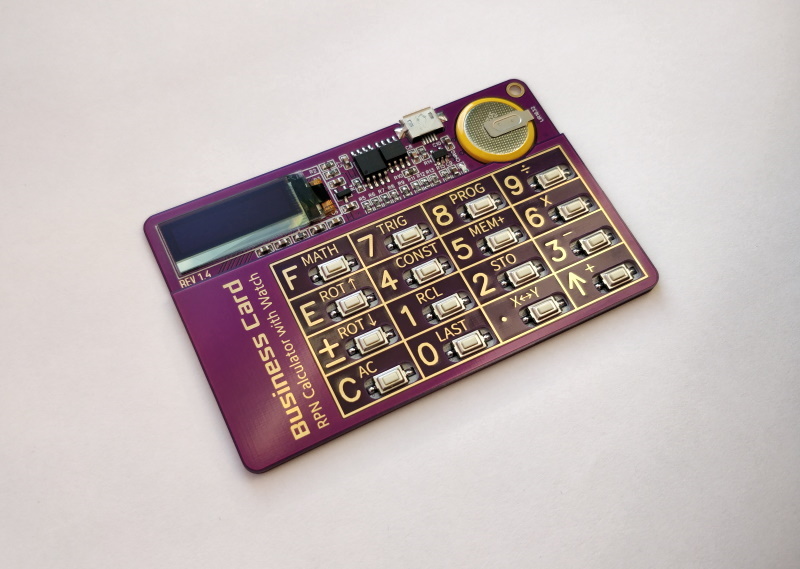 REV 1.4
Business Card
RPN Calculator with Watch
F MATH
7 TRIG
8 PROG
9 ÷
E ROT↑
4 CONST
5 MEM+
6 X
± ROT↓
1 RCL
2 STO
3 −
C AC
0 LAST
. X↔Y
↑ +